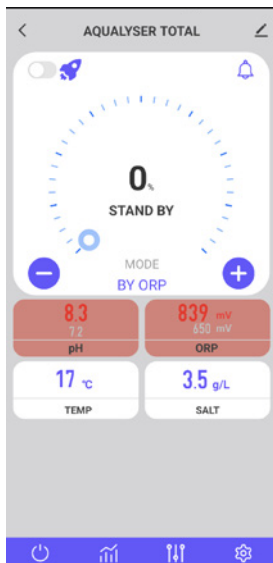 AQUALYSER TOTAL
0%
STAND BY
MODE
BY ORP
8.3
7.2
pH
839 mV
650 mV
ORP
17 °C
TEMP
3.5 g/L
SALT